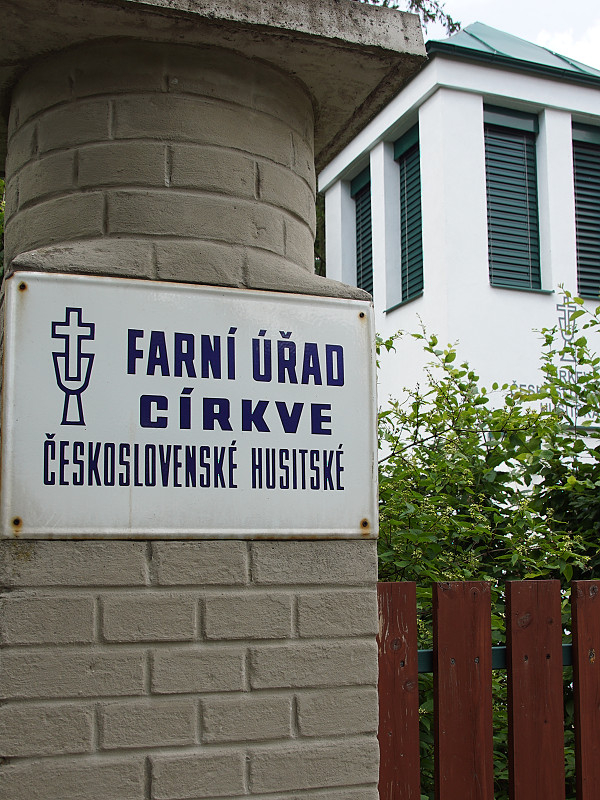 FARNÍ ÚŘAD
CÍRKVE
ČESKOSLOVENSKÉ HUSITSKÉ